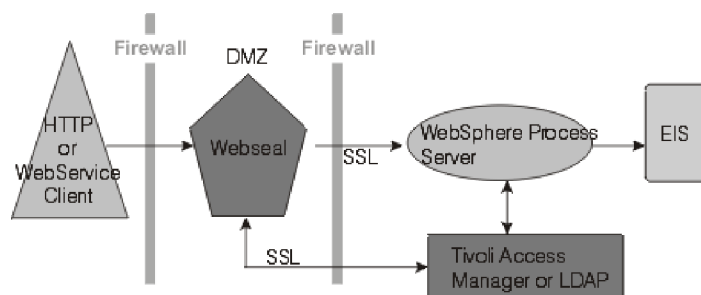 Firewall
DMZ
Firewall
HTTP
or
WebService
Client
Webseal
SSL
WebSphere Process
Server
EIS
SSL
Tivoli Access
Manager or LDAP